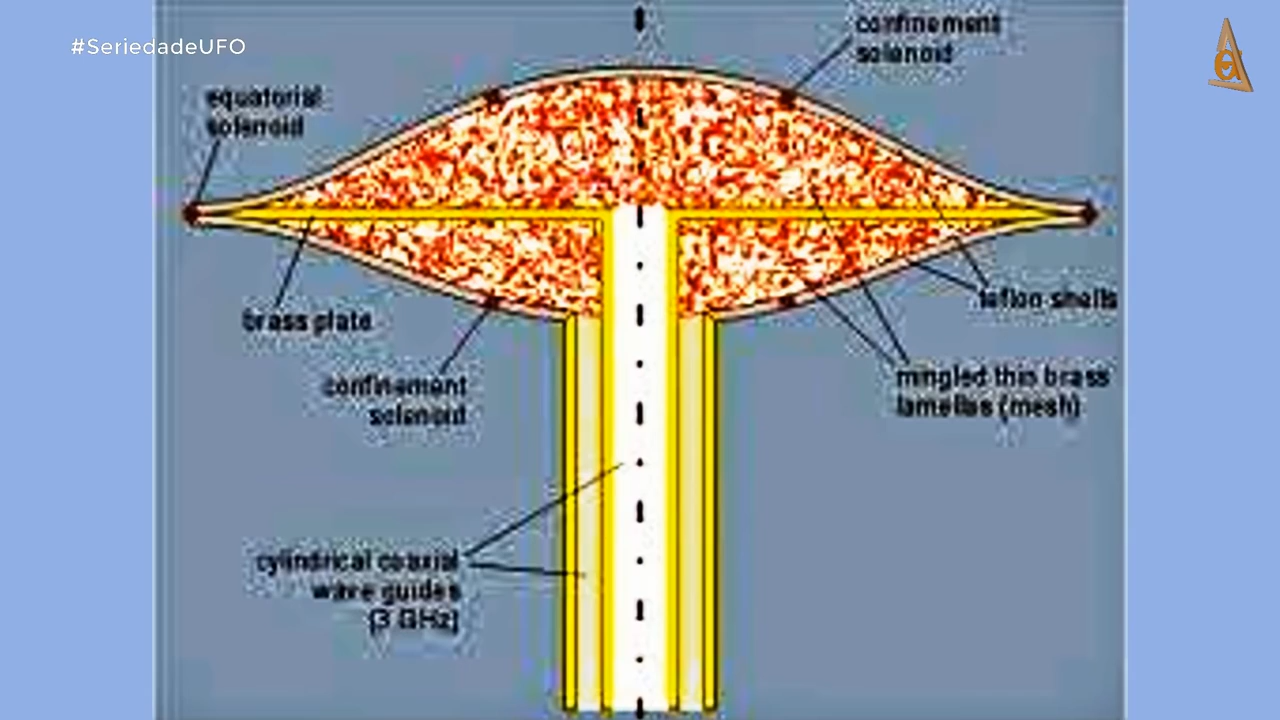 #SeriedadeUFO
confinement
solenoid
equatorial
solenoid
brass plate
teflon shells
confinement
solenoid
mingled thin brass
lamellas (mesh)
cylindrical coaxial
wave guides
(3 GHz)